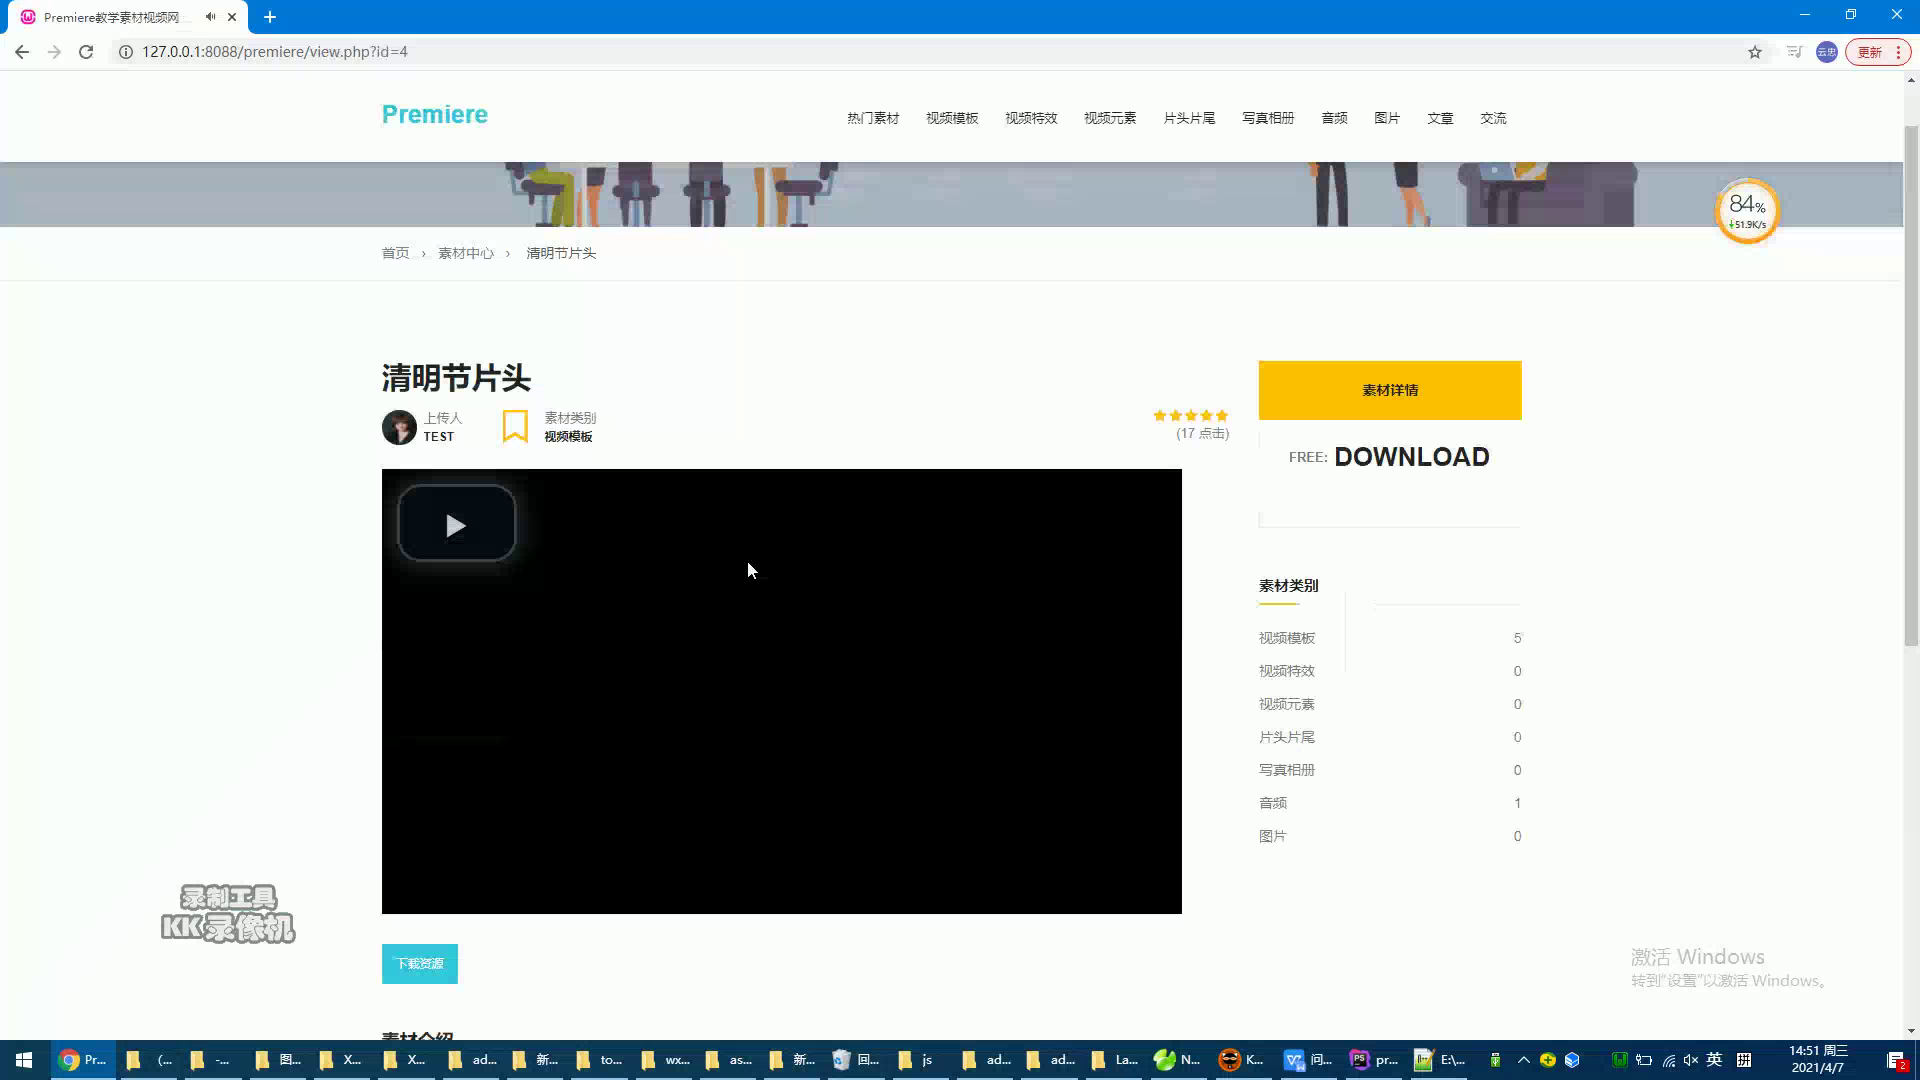 Premiere教学素材视频网
127.0.0.1:8088/premiere/view.php?id=4
云忠
更新
Premiere
热门素材 视频模板 视频特效 视频元素 片头片尾 写真相册 音频 图片 文章 交流
84%
51.9K/s
首页 › 素材中心 › 清明节片头
清明节片头
上传人
TEST
素材类别
视频模板
(17 点击)
素材详情
FREE: DOWNLOAD
素材类别
视频模板 5
视频特效 0
视频元素 0
片头片尾 0
写真相册 0
音频 1
图片 0
录制工具
KK录像机
下载资源
激活 Windows
转到"设置"以激活 Windows。
素材介绍
Pr... (... -... 图... X... X... ad... 新... to... wx... as... 新... 回... js ad... ad... La... N... K... 问... pr... E:\...
英
拼
14:51 周三
2021/4/7
2